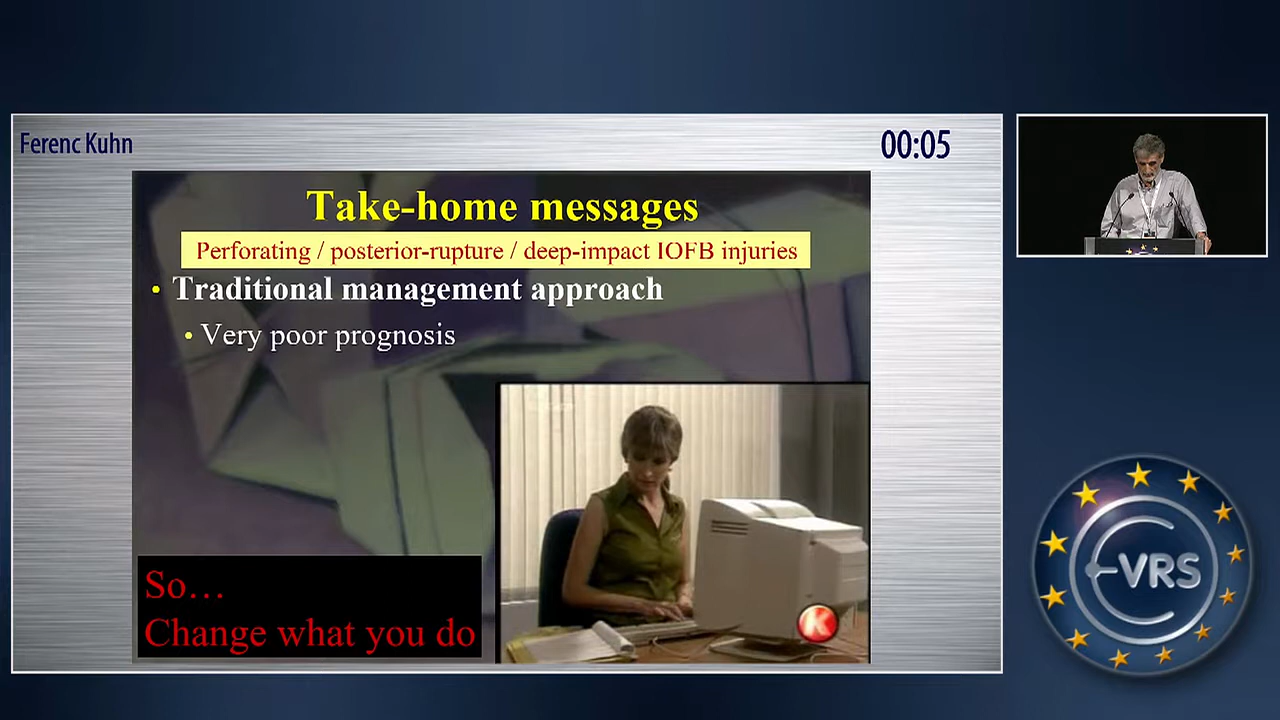 Ferenc Kuhn
00:05
Take-home messages
Perforating / posterior-rupture / deep-impact IOFB injuries
• Traditional management approach
• Very poor prognosis
So…
Change what you do
K
E-VRS